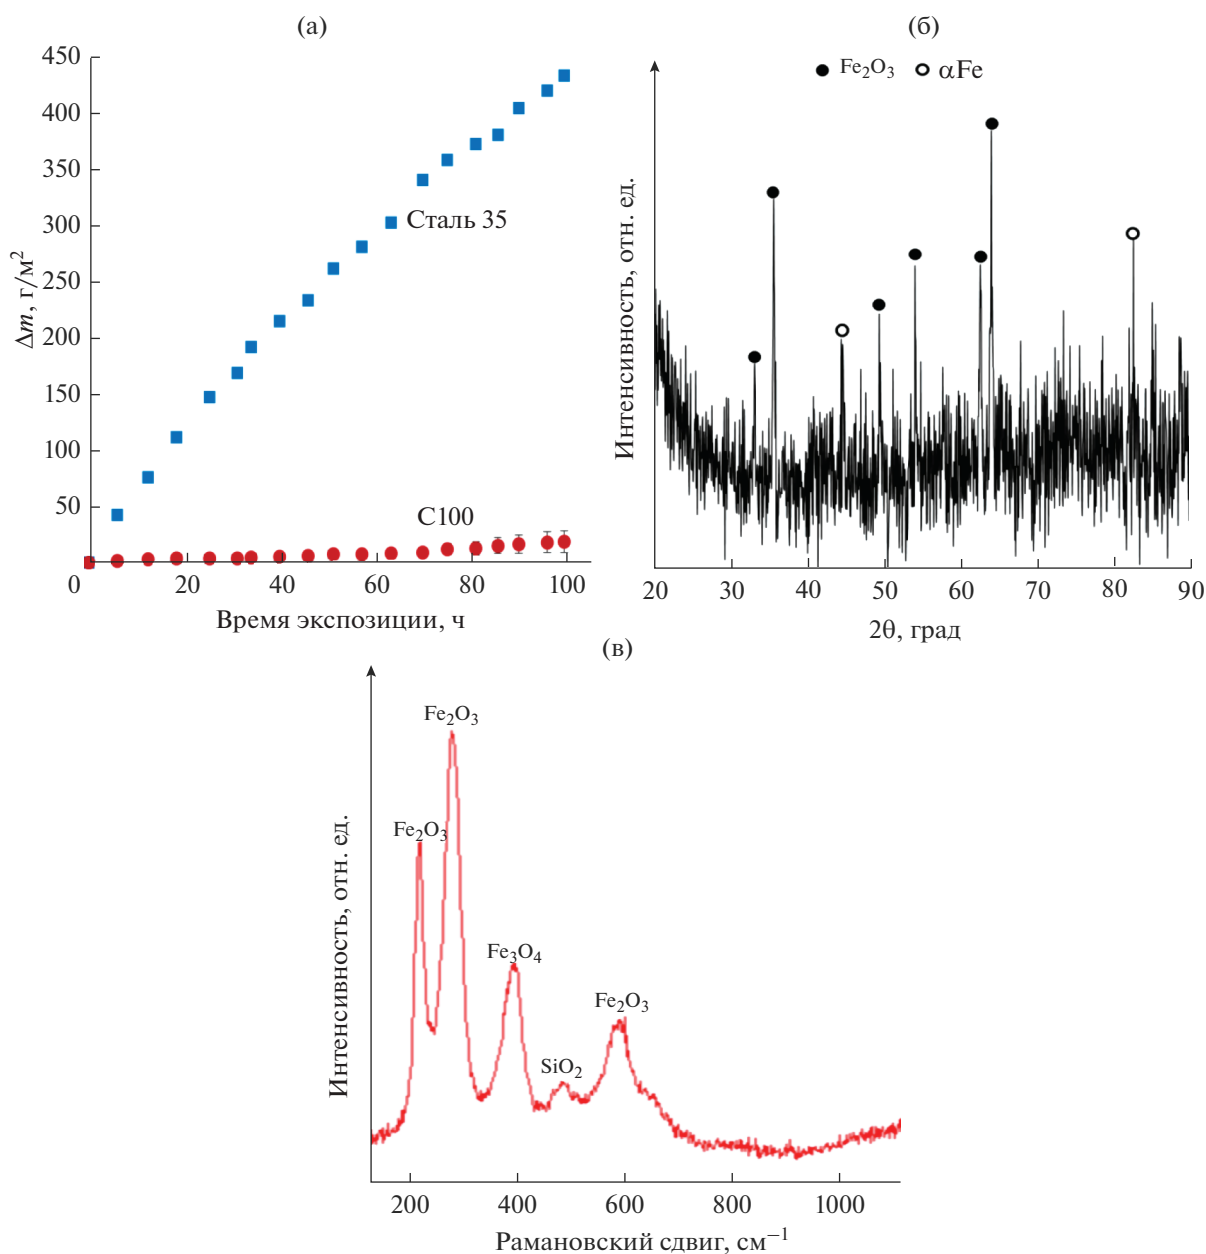 (а)
450
400
350
300
250
200
150
100
50
0
20
40
60
80
100
Δm, г/м²
Сталь 35
С100
Время экспозиции, ч
(б)
Fe₂O₃ αFe
Интенсивность, отн. ед.
20 30 40 50 60 70 80 90
2θ, град
(в)
Fe₂O₃
Fe₂O₃
Fe₃O₄
Fe₂O₃
SiO₂
Интенсивность, отн. ед.
200 400 600 800 1000
Рамановский сдвиг, см⁻¹